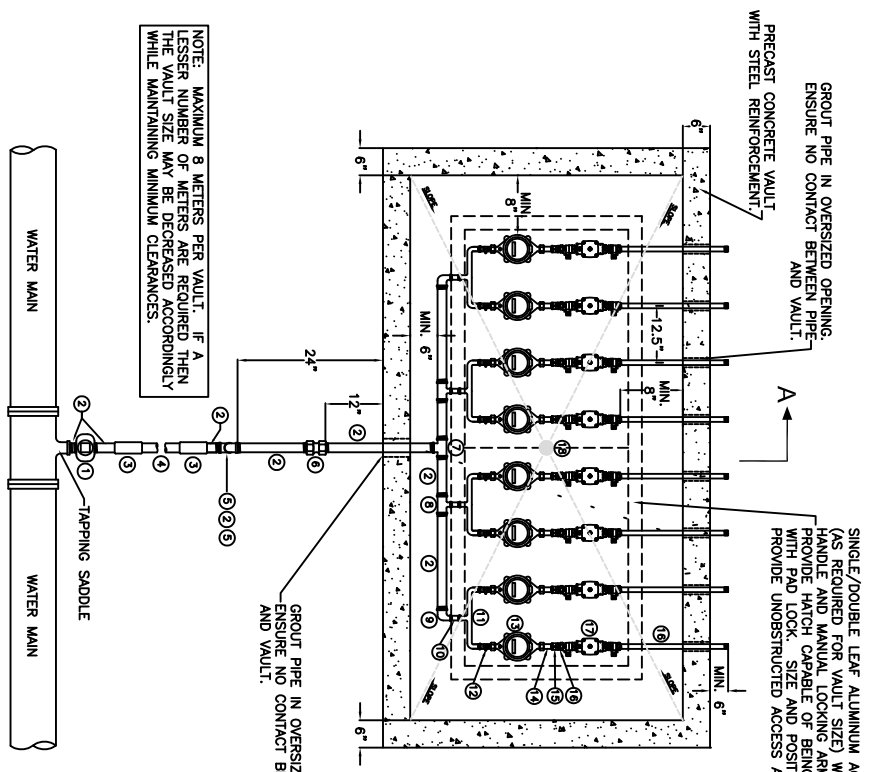 GROUT PIPE IN OVERSIZED OPENING.
ENSURE NO CONTACT BETWEEN PIPE
AND VAULT.
PRECAST CONCRETE VAULT
WITH STEEL REINFORCEMENT.
A
SINGLE/DOUBLE LEAF ALUMINUM
(AS REQUIRED FOR VAULT SIZE)
HANDLE AND MANUAL LOCKING
PROVIDE HATCH CAPABLE OF BEING
WITH PAD LOCK. SIZE AND
PROVIDE UNOBSTRUCTED ACCESS
6"
6"
MIN.
8"
12.5"
MIN.
8"
MIN.
6"
6"
SLOPE
SLOPE
SLOPE
SLOPE
MIN. 6"
18
17
16
16
15
14
13
12
11
10
9
2
8
2
7
2
12"
24"
6
2
5 2 5
2
3
4
3
2
1
GROUT PIPE IN
ENSURE NO CONTACT
AND VAULT.
NOTE: MAXIMUM 8 METERS PER VAULT. IF A
LESSER NUMBER OF METERS ARE REQUIRED THEN
THE VAULT SIZE MAY BE DECREASED ACCORDINGLY
WHILE MAINTAINING MINIMUM CLEARANCES.
TAPPING SADDLE
WATER MAIN
WATER MAIN